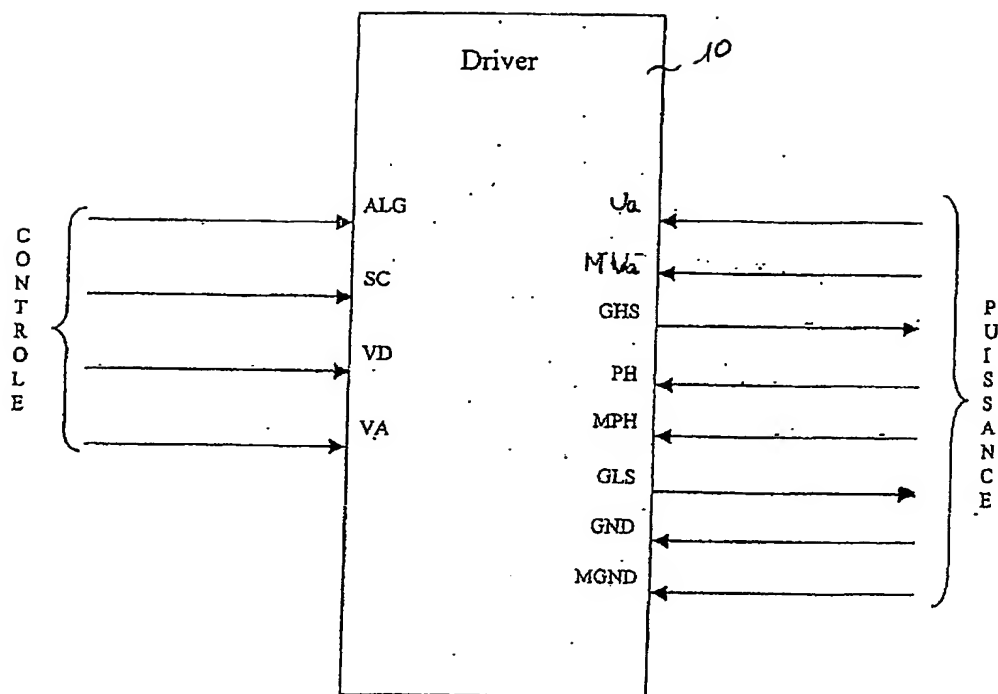 Driver
10
CONTROLE
ALG
SC
VD
VA
Ua
MVa
GHS
PH
MPH
GLS
GND
MGND
PUISSANCE